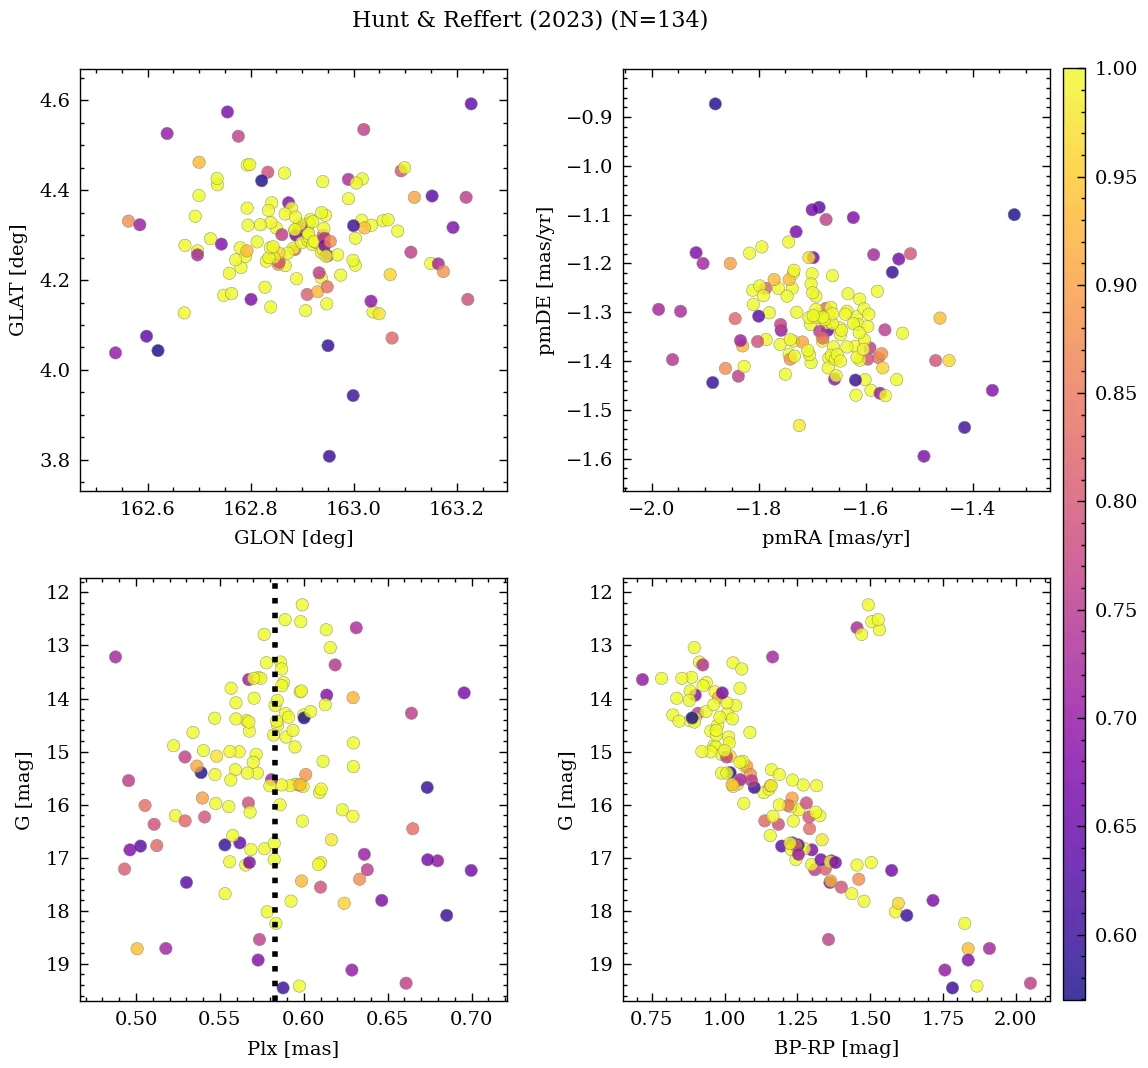 Hunt & Reffert (2023) (N=134)
4.6
4.4
4.2
4.0
3.8
GLAT [deg]
162.6 162.8 163.0 163.2
GLON [deg]
−0.9
−1.0
−1.1
−1.2
−1.3
−1.4
−1.5
−1.6
pmDE [mas/yr]
−2.0 −1.8 −1.6 −1.4
pmRA [mas/yr]
12
13
14
15
16
17
18
19
G [mag]
0.50 0.55 0.60 0.65 0.70
Plx [mas]
12
13
14
15
16
17
18
19
G [mag]
0.75 1.00 1.25 1.50 1.75 2.00
BP-RP [mag]
1.00
0.95
0.90
0.85
0.80
0.75
0.70
0.65
0.60